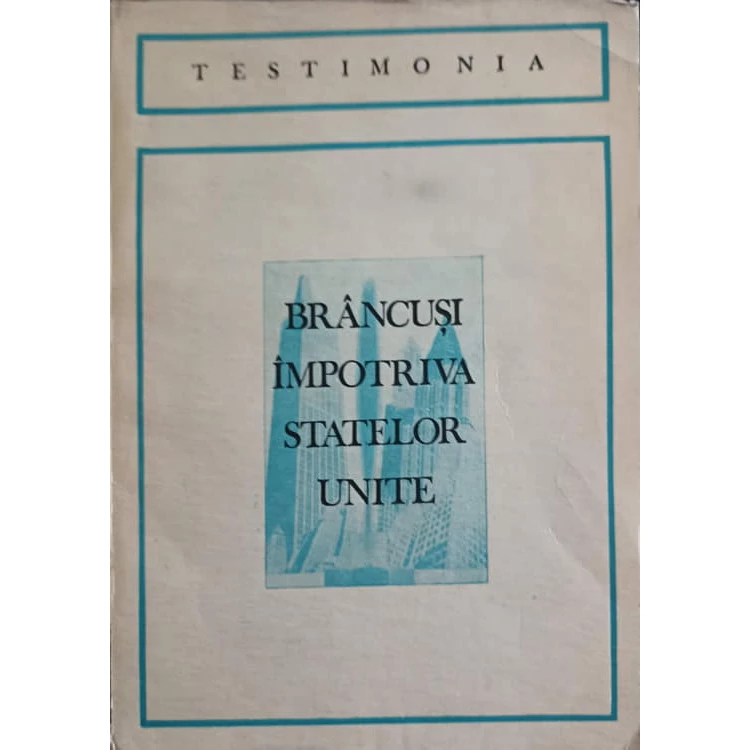 TESTIMONIA
BRÂNCUȘI
ÎMPOTRIVA
STATELOR
UNITE